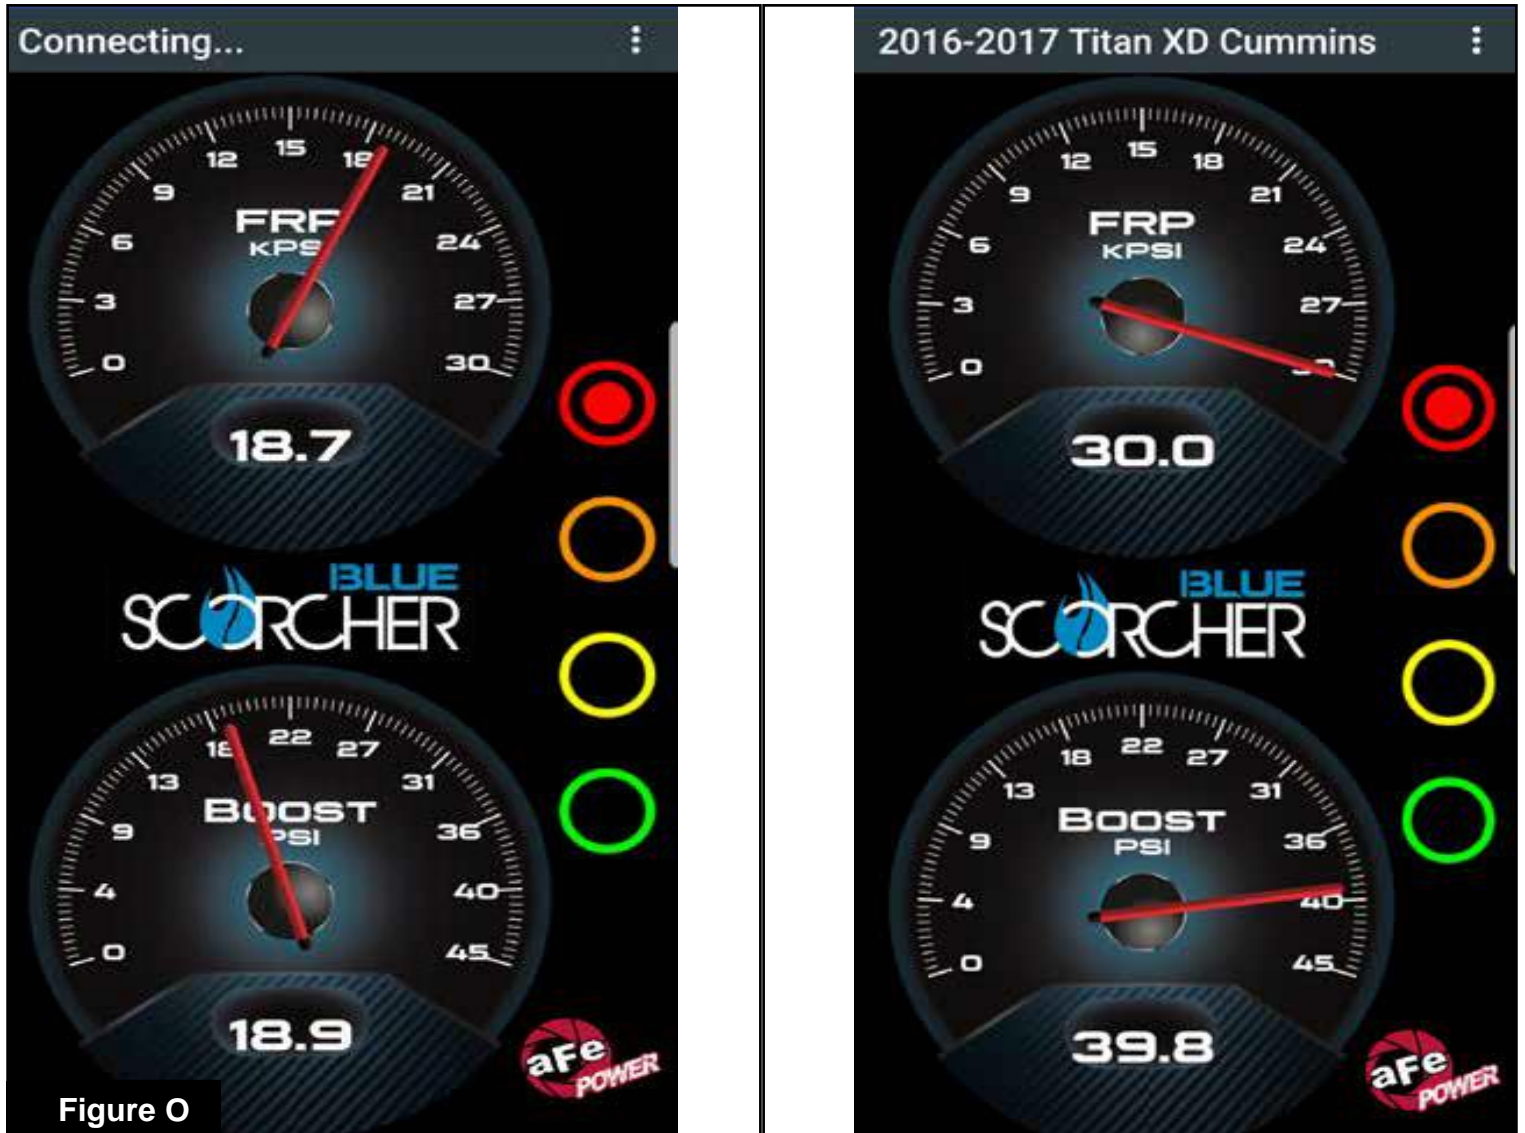 Connecting...
12 15 18
9 21
FRP
6 KPSI 24
3 27
0 30
18.7
BLUE
SCORCHER
18 22 27
13 31
BOOST
9 PSI 36
4 40
0 45
18.9
aFe
POWER
Figure O
2016-2017 Titan XD Cummins
12 15 18
9 21
FRP
6 KPSI 24
3 27
0 30
30.0
BLUE
SCORCHER
18 22 27
13 31
BOOST
9 PSI 36
4 40
0 45
39.8
aFe
POWER